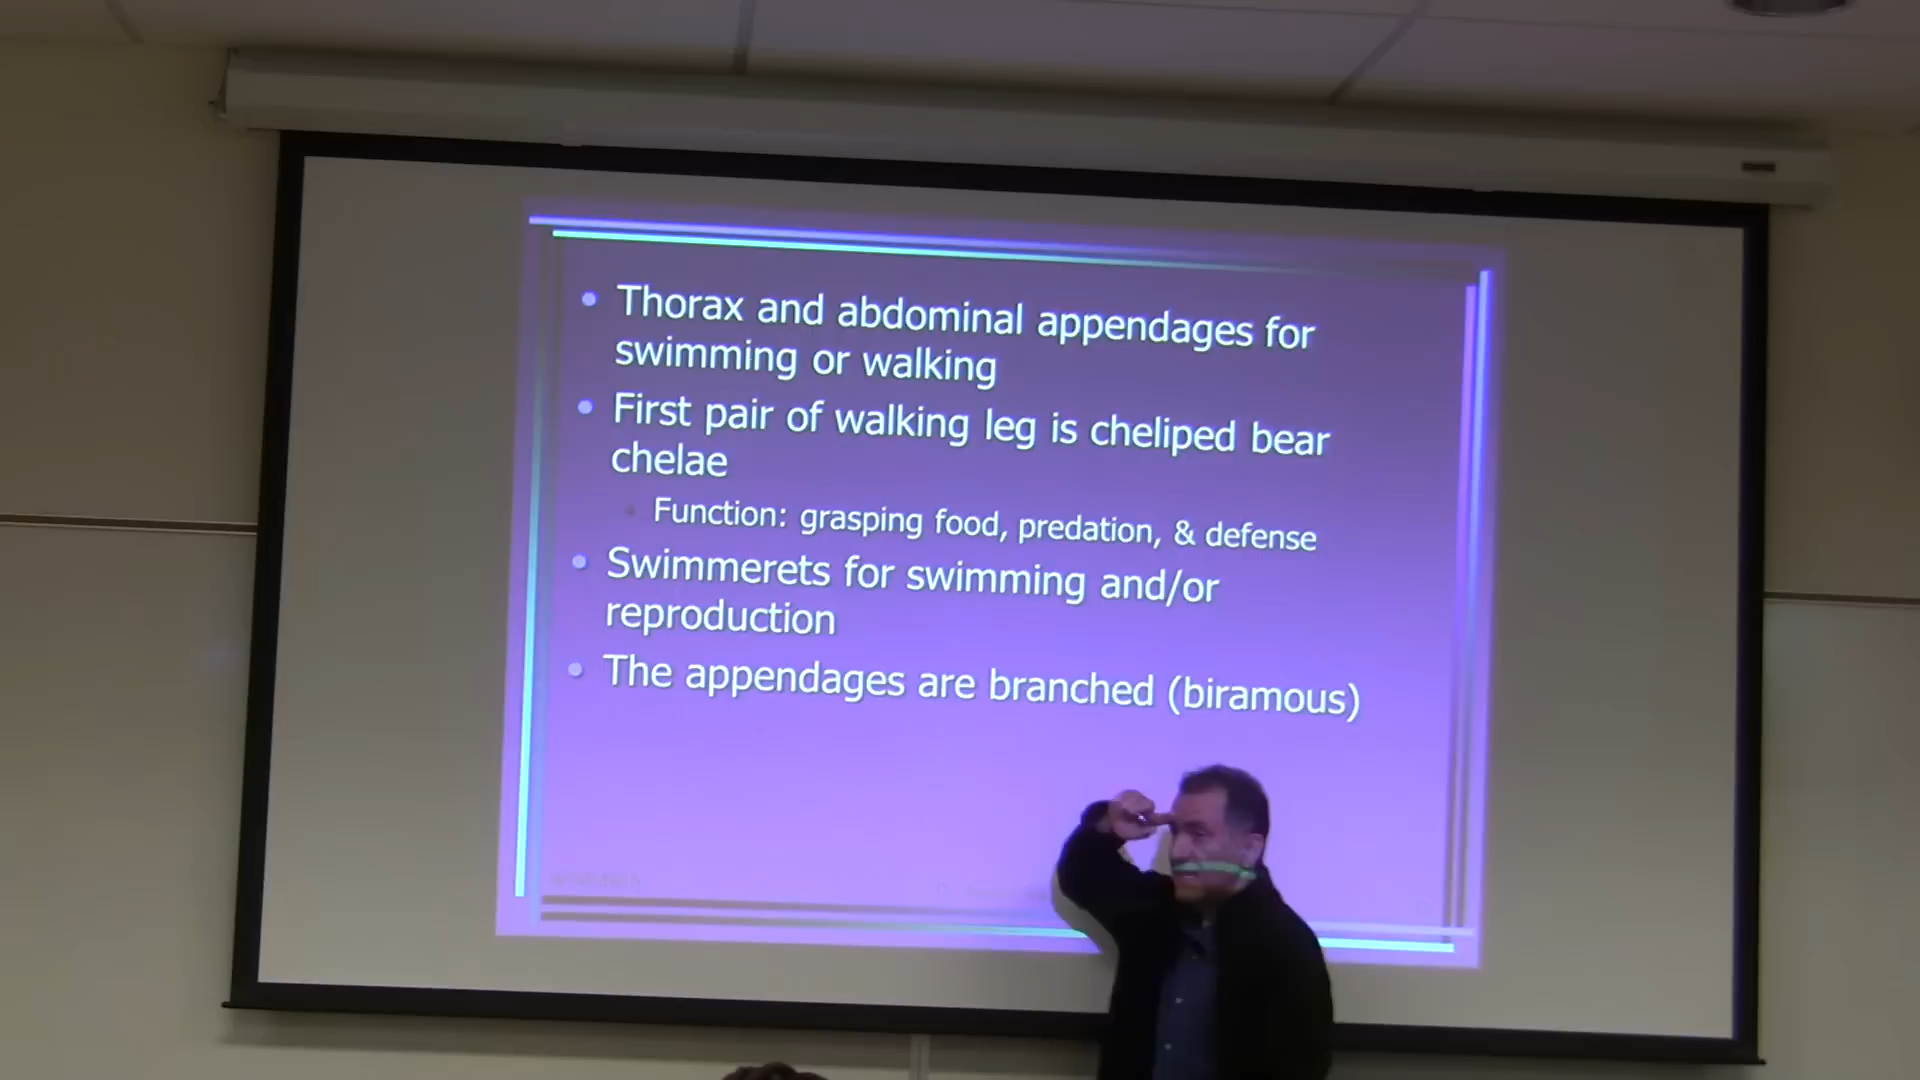 Thorax and abdominal appendages for
swimming or walking
First pair of walking leg is cheliped bear
chelae
Function: grasping food, predation, & defense
Swimmerets for swimming and/or
reproduction
The appendages are branched (biramous)